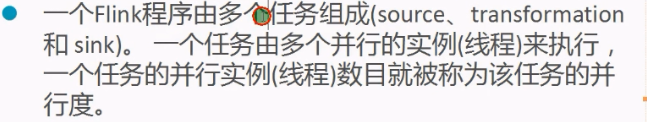 一个Flink程序由多个任务组成(source、transformation
和 sink)。 一个任务由多个并行的实例(线程)来执行，
一个任务的并行实例(线程)数目就被称为该任务的并
行度。